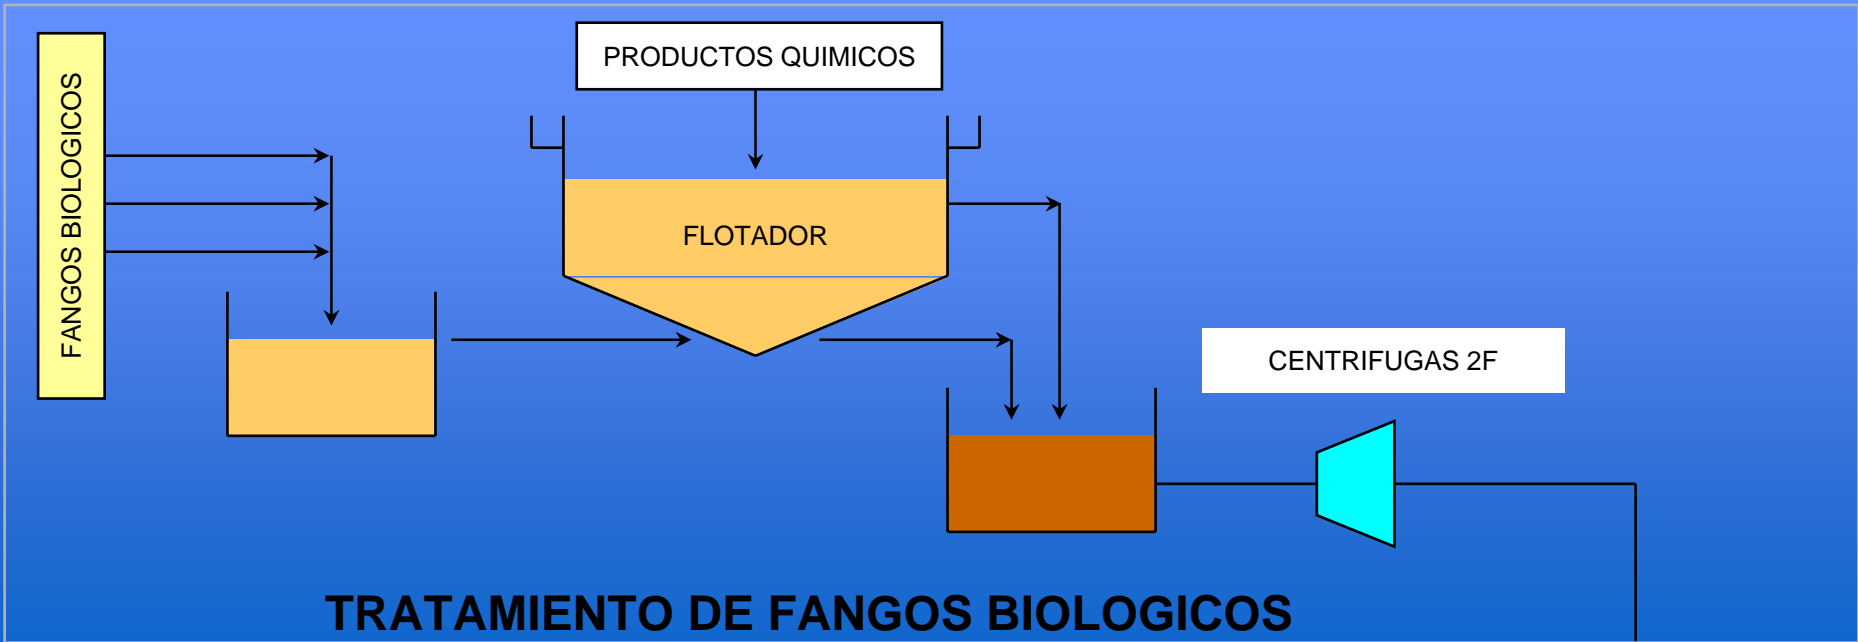 PRODUCTOS QUIMICOS
FANGOS BIOLOGICOS
FLOTADOR
CENTRIFUGAS 2F
TRATAMIENTO DE FANGOS BIOLOGICOS